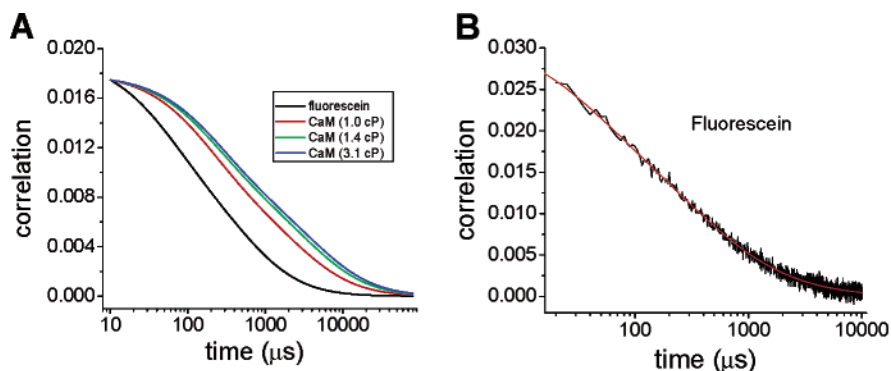 A
0.020
0.016
0.012
0.008
0.004
0.000
correlation
10
100
1000
10000
time (μs)
fluorescein
CaM (1.0 cP)
CaM (1.4 cP)
CaM (3.1 cP)
B
0.030
0.025
0.020
0.015
0.010
0.005
0.000
correlation
Fluorescein
100
1000
10000
time (μs)